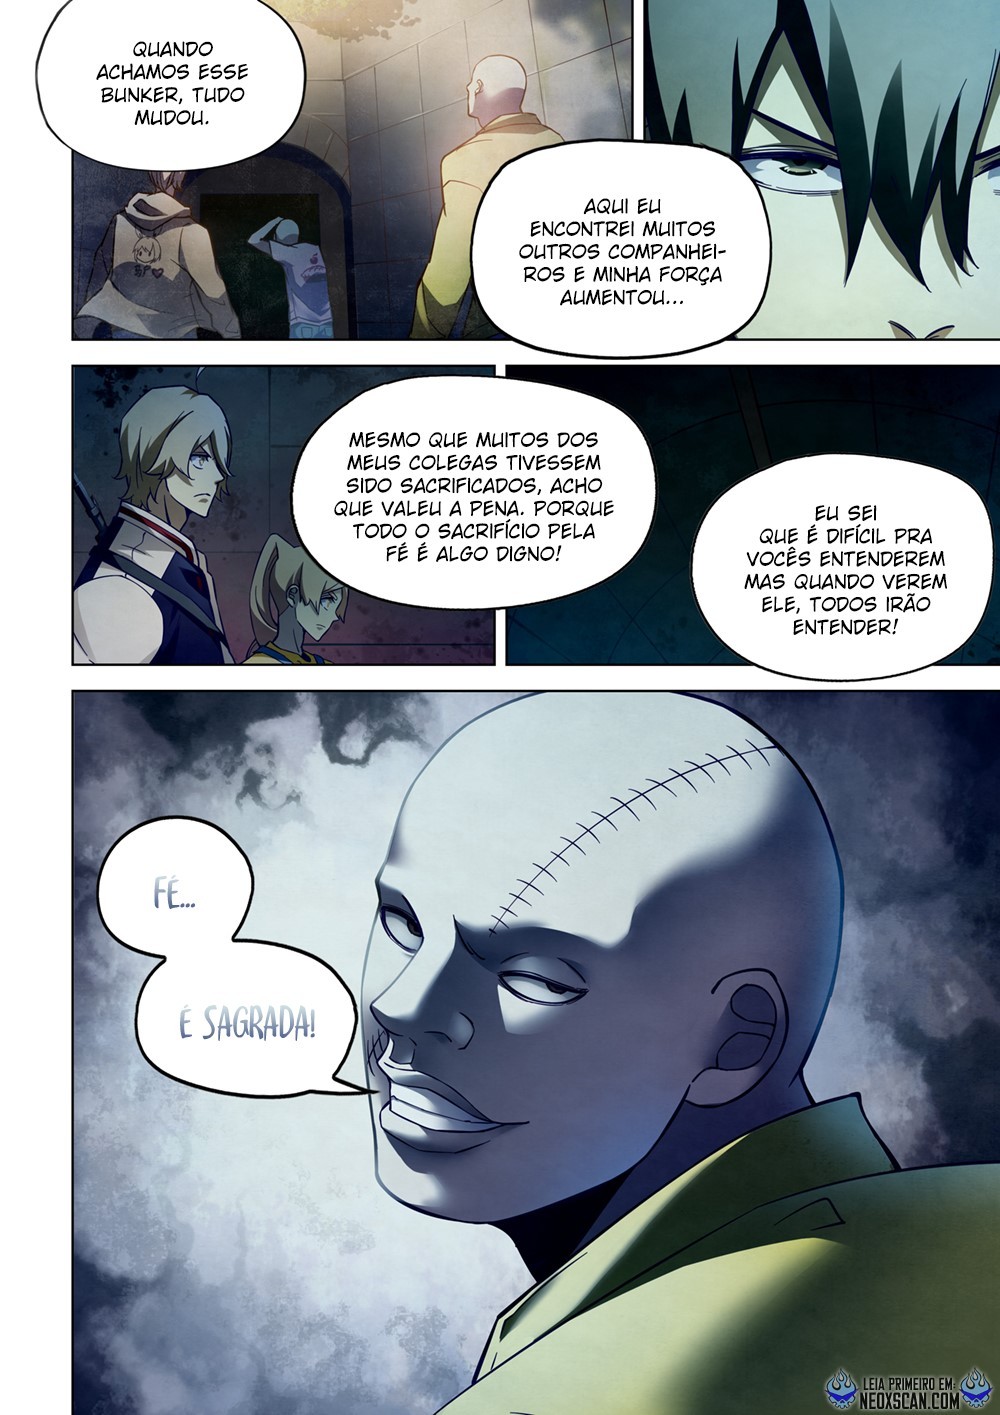 QUANDO
ACHAMOS ESSE
BUNKER, TUDO
MUDOU.
AQUI EU
ENCONTREI MUITOS
OUTROS COMPANHEI-
ROS E MINHA FORÇA
AUMENTOU...
MESMO QUE MUITOS DOS
MEUS COLEGAS TIVESSEM
SIDO SACRIFICADOS, ACHO
QUE VALEU A PENA. PORQUE
TODO O SACRIFÍCIO PELA
FÉ É ALGO DIGNO!
EU SEI
QUE É DIFÍCIL PRA
VOCÊS ENTENDEREM
MAS QUANDO VEREM
ELE, TODOS IRÃO
ENTENDER!
FÉ...
É SAGRADA!
LEIA PRIMEIRO EM:
NEOXSCAN.COM